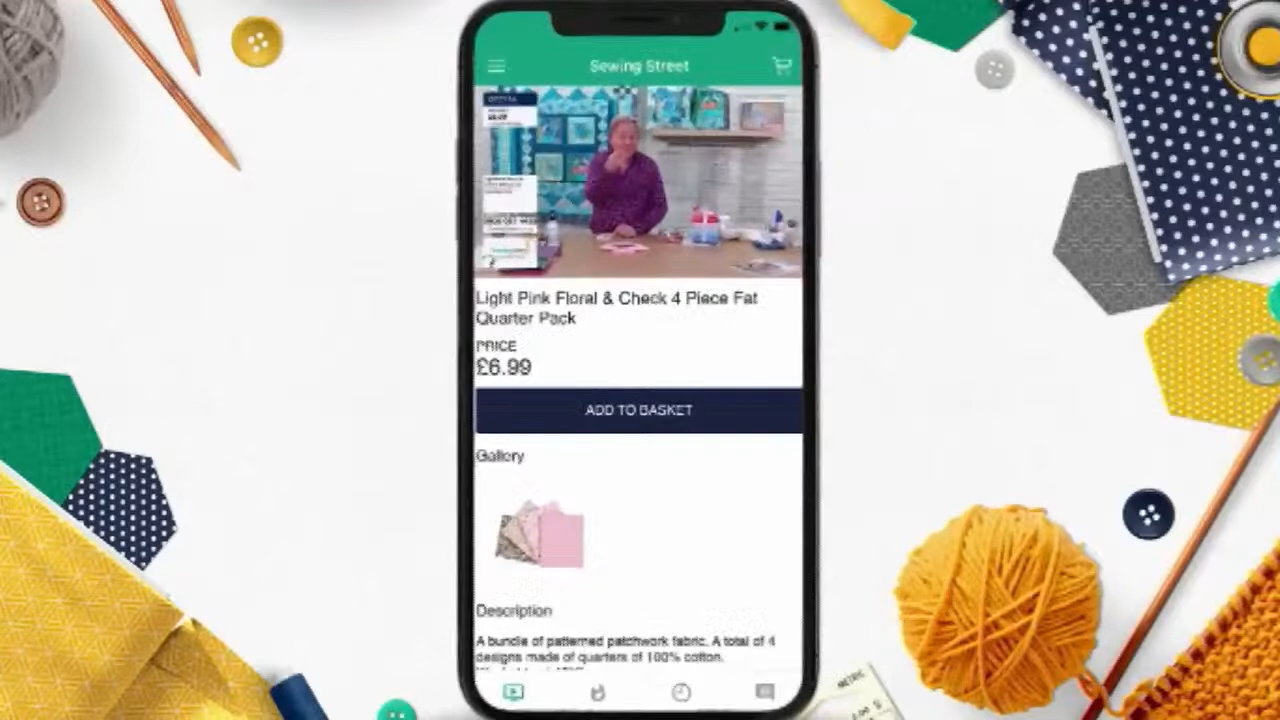 Sewing Street
Light Pink Floral & Check 4 Piece Fat
Quarter Pack
PRICE
£6.99
ADD TO BASKET
Gallery
Description
A bundle of patterned patchwork fabric. A total of 4
designs made of quarters of 100% cotton.
METRIC